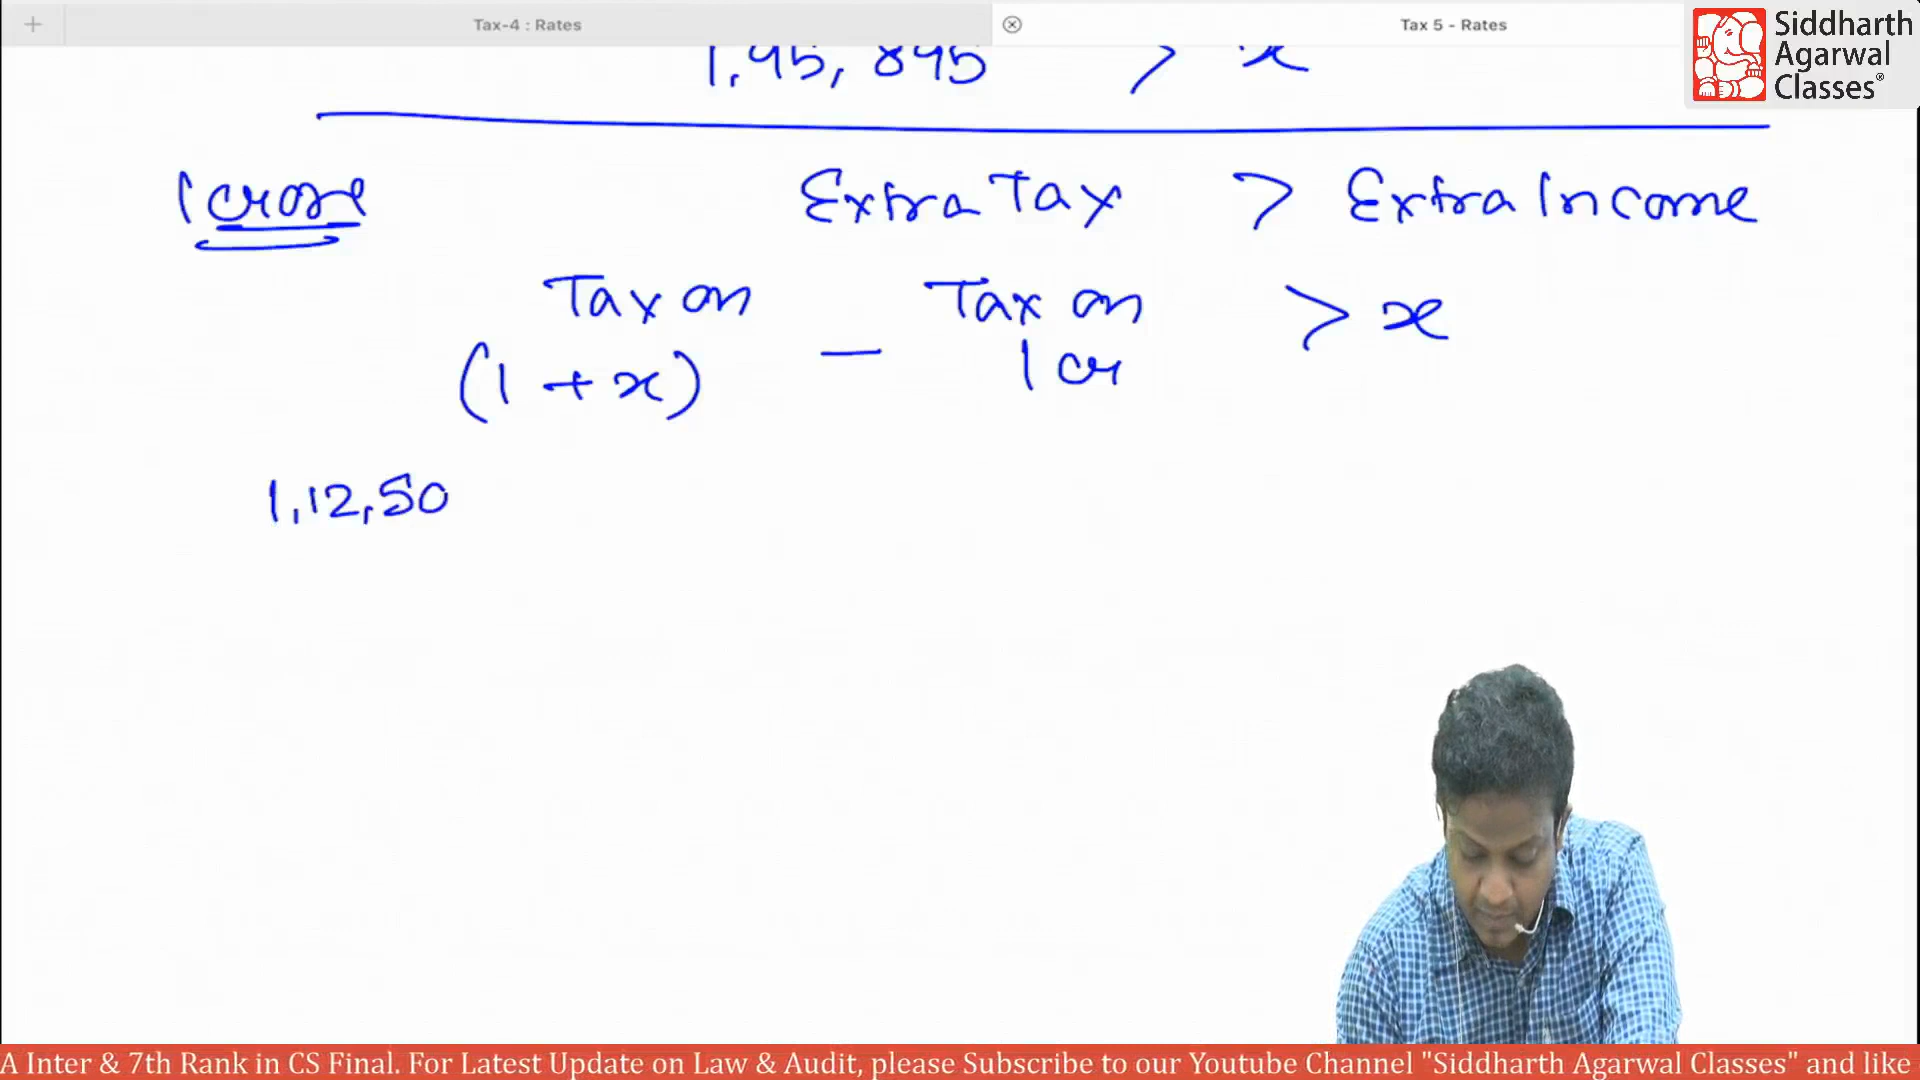 Tax-4 : Rates
Tax 5 - Rates
Siddharth
Agarwal
Classes®
1,95,895 > x
1 crore Extra Tax > Extra Income
Tax on Tax on > x
(1 + x) — 1 cr
1,12,50
A Inter & 7th Rank in CS Final. For Latest Update on Law & Audit, please Subscribe to our Youtube Channel "Siddharth Agarwal Classes" and like